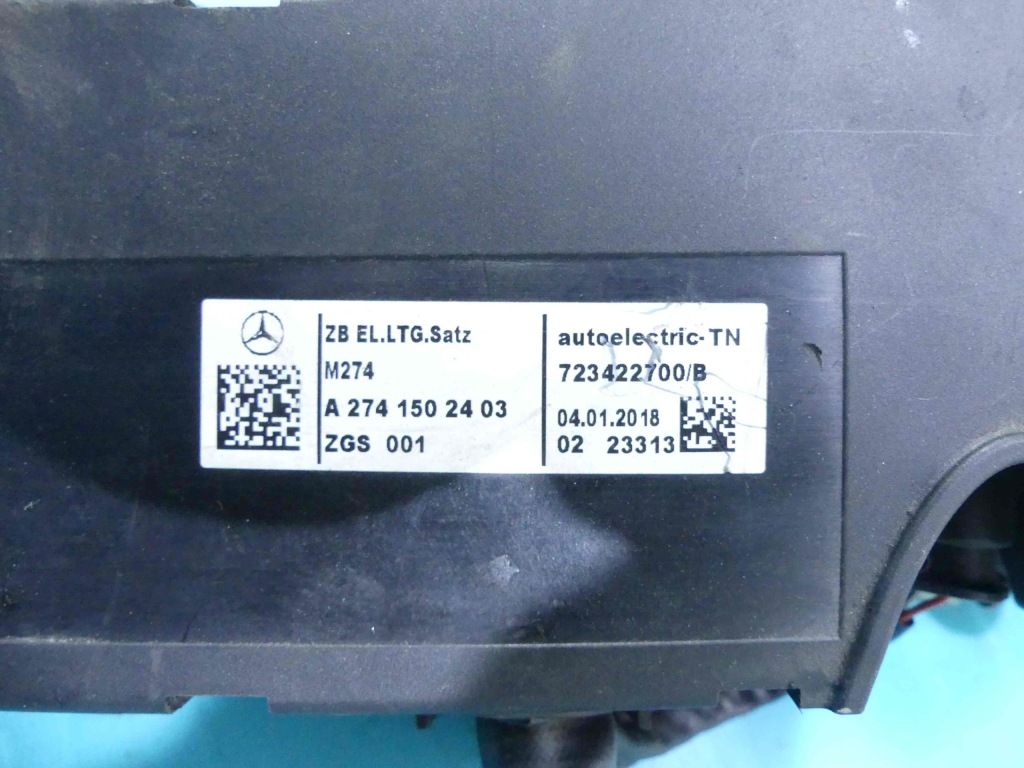 ZB EL.LTG.Satz
M274
A 274 150 24 03
ZGS 001
autoelectric-TN
723422700/B
04.01.2018
02 23313